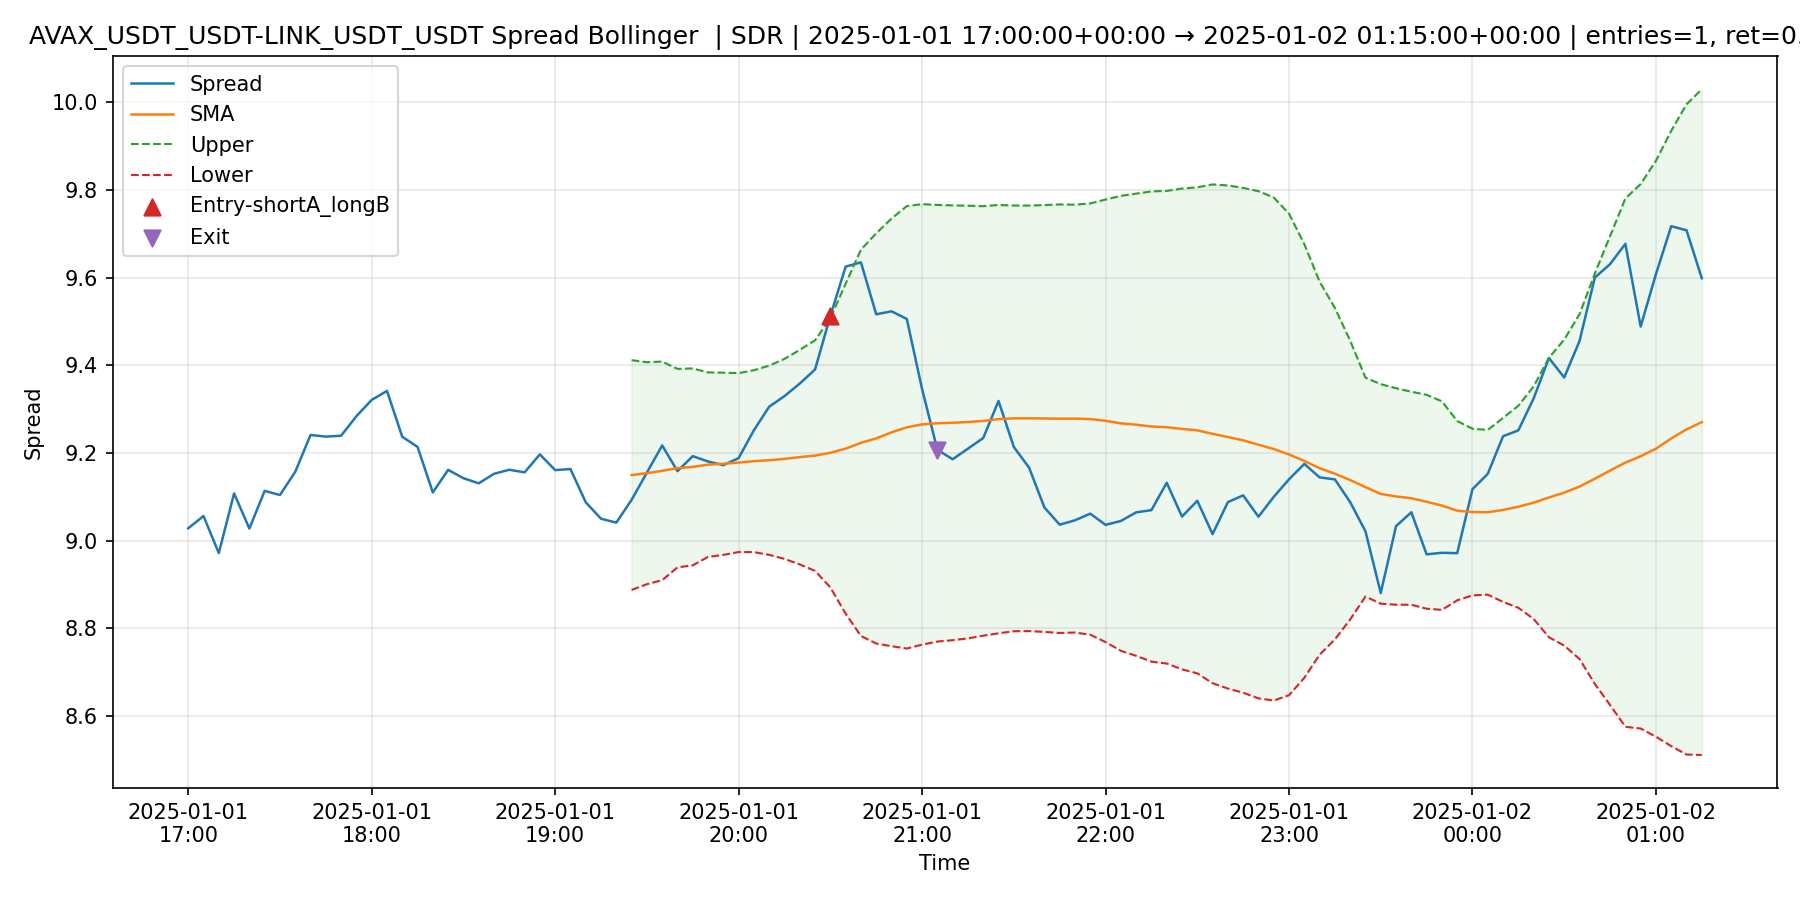 AVAX_USDT_USDT-LINK_USDT_USDT Spread Bollinger  | SDR | 2025-01-01 17:00:00+00:00 → 2025-01-02 01:15:00+00:00 | entries=1, ret=0.
Spread
SMA
Upper
Lower
Entry-shortA_longB
Exit
10.0
9.8
9.6
9.4
9.2
9.0
8.8
8.6
Spread
2025-01-01
17:00
2025-01-01
18:00
2025-01-01
19:00
2025-01-01
20:00
2025-01-01
21:00
2025-01-01
22:00
2025-01-01
23:00
2025-01-02
00:00
2025-01-02
01:00
Time